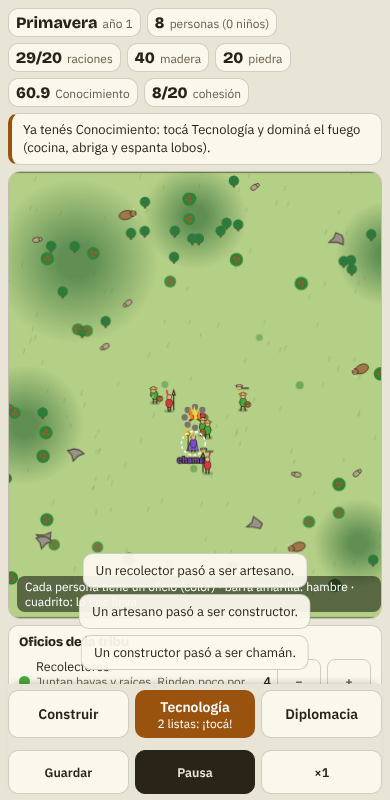 Primavera año 1
8 personas (0 niños)
29/20 raciones
40 madera
20 piedra
60.9 Conocimiento
8/20 cohesión
Ya tenés Conocimiento: tocá Tecnología y dominá el fuego
(cocina, abriga y espanta lobos).
chamán
Un recolector pasó a ser artesano.
Cada persona tiene un oficio (color) · barra amarilla: hambre ·
cuadrito:
Un artesano pasó a ser constructor.
Oficios de la tribu
Un constructor pasó a ser chamán.
Recolectores
Juntan bayas y raíces. Rinden poco por
4
−
+
Construir
Tecnología
2 listas: ¡tocá!
Diplomacia
Guardar
Pausa
×1